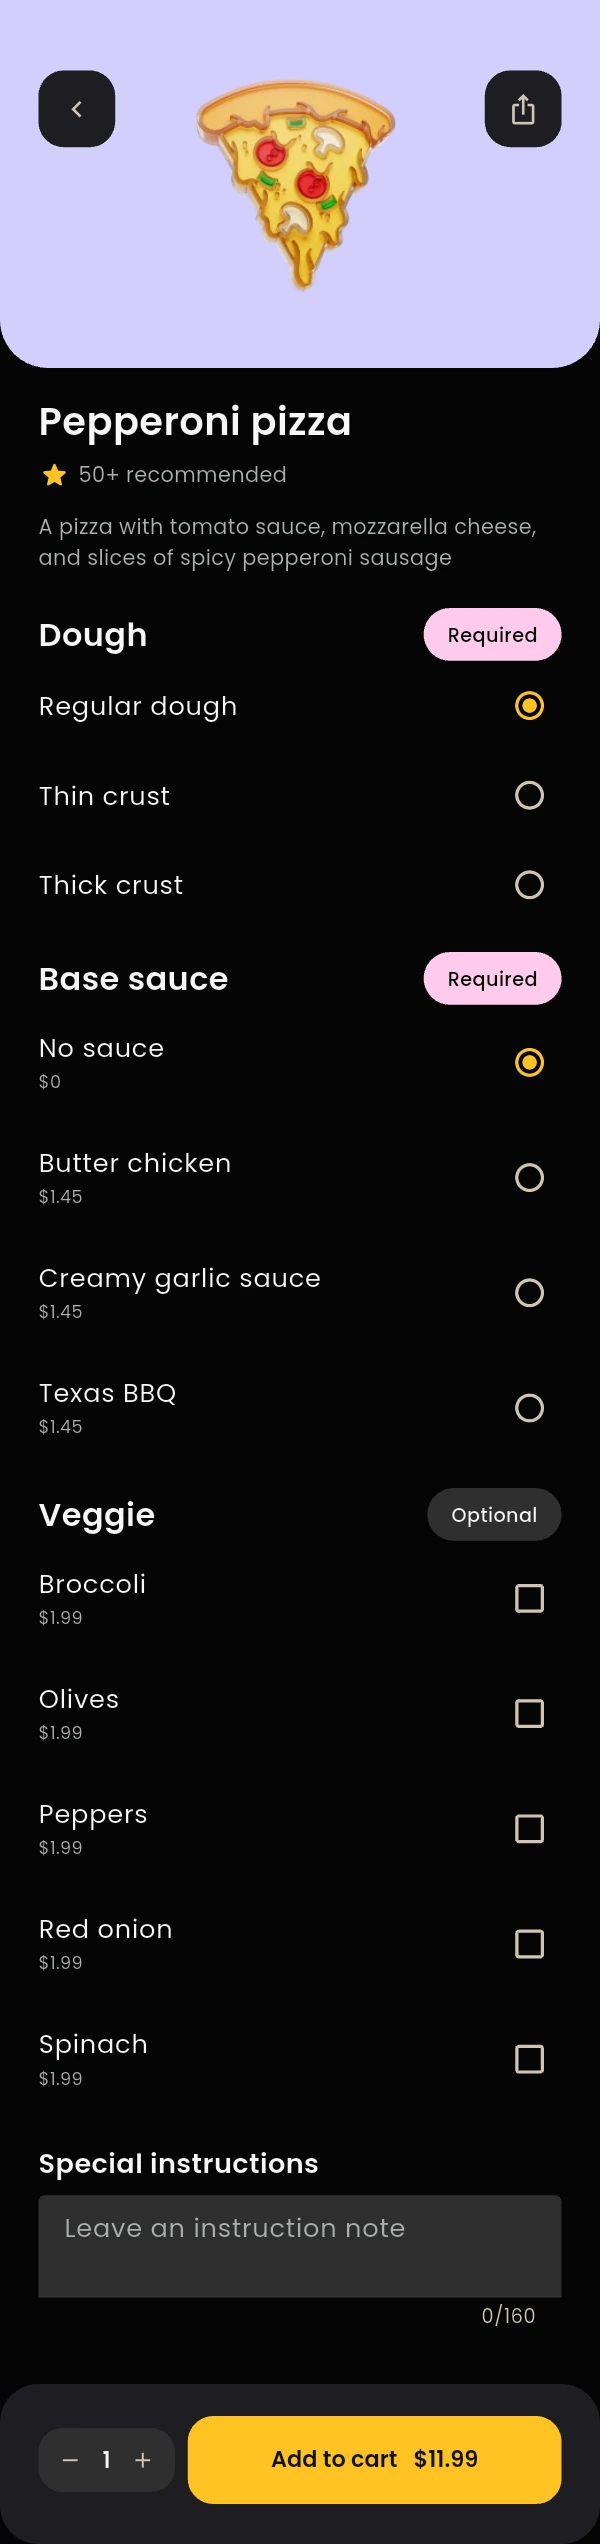 Pepperoni pizza
50+ recommended
A pizza with tomato sauce, mozzarella cheese,
and slices of spicy pepperoni sausage
Dough Required
Regular dough
Thin crust
Thick crust
Base sauce Required
No sauce
$0
Butter chicken
$1.45
Creamy garlic sauce
$1.45
Texas BBQ
$1.45
Veggie Optional
Broccoli
$1.99
Olives
$1.99
Peppers
$1.99
Red onion
$1.99
Spinach
$1.99
Special instructions
Leave an instruction note
0/160
− 1 + Add to cart $11.99